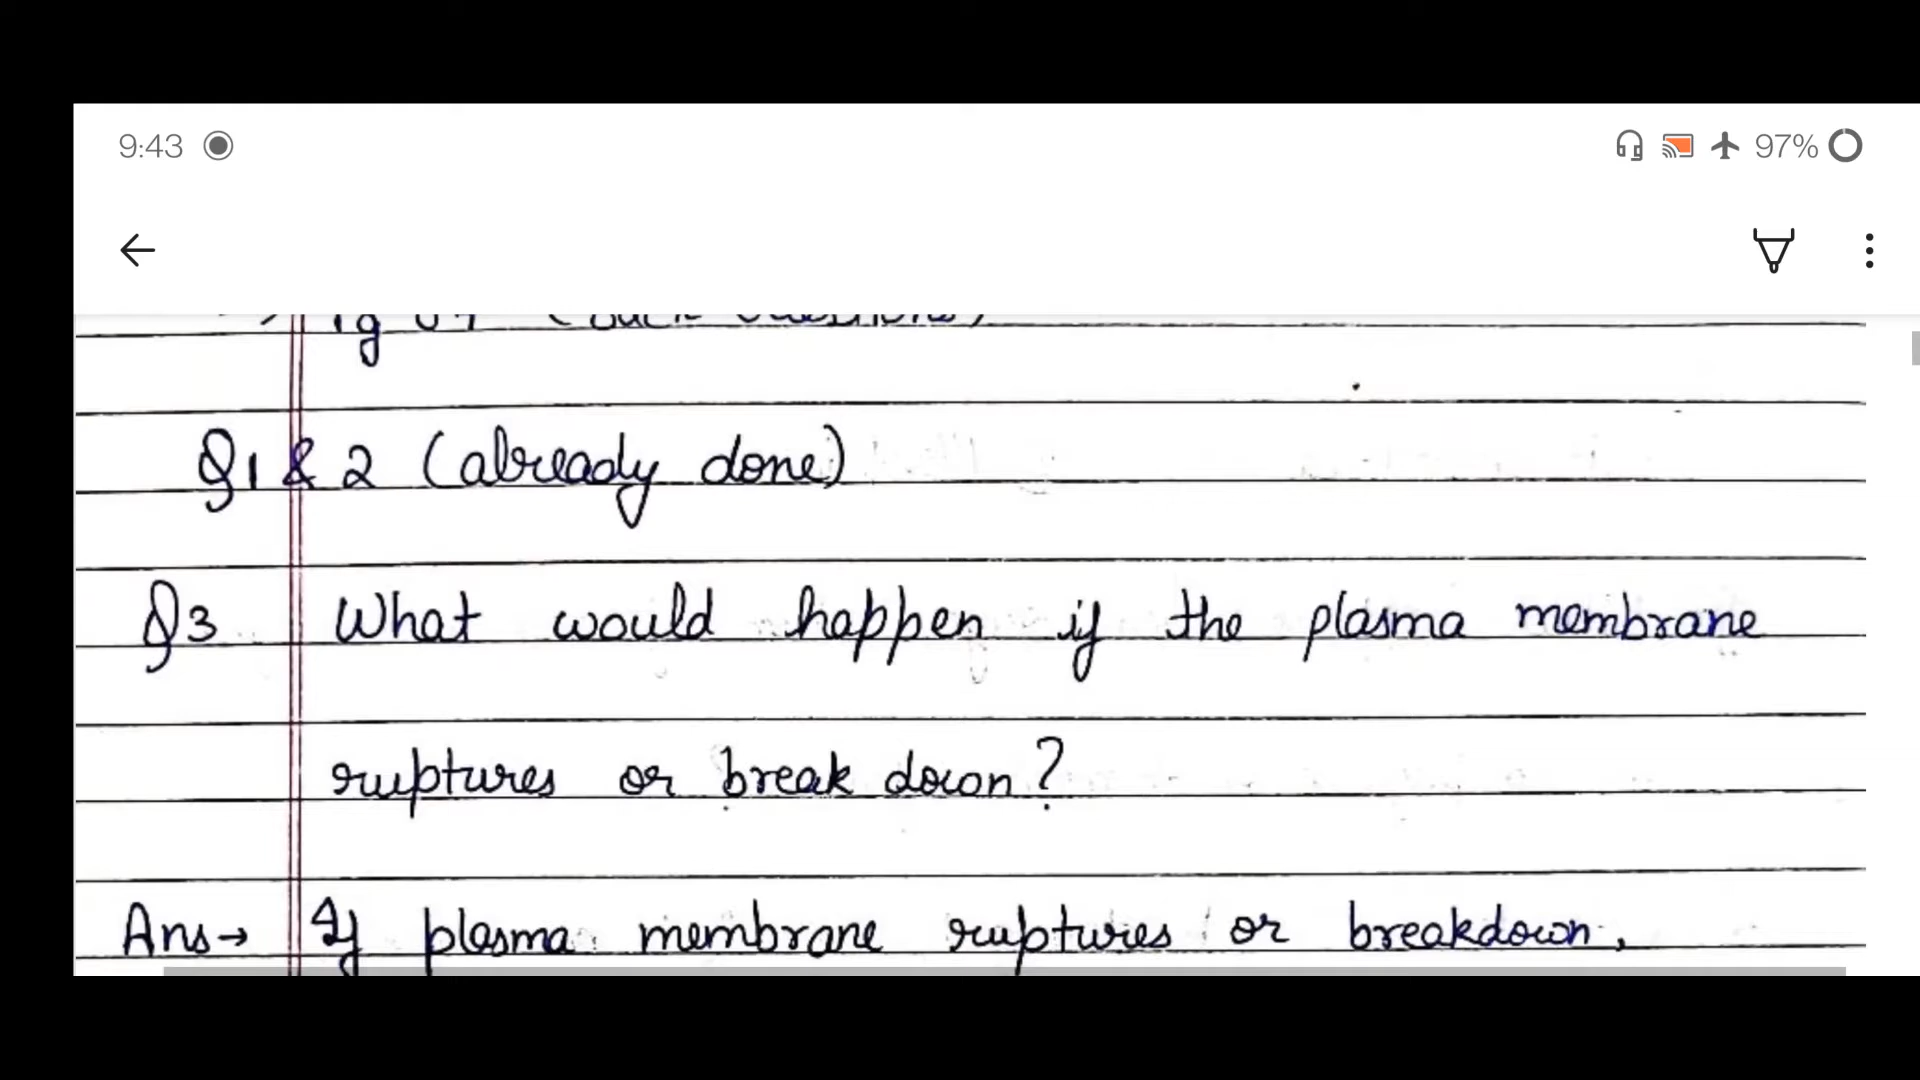 9:43
97%
Q1 & 2 (already done)
Q3 What would happen if the plasma membrane
ruptures or break down?
Ans→ If plasma membrane ruptures or breakdown,